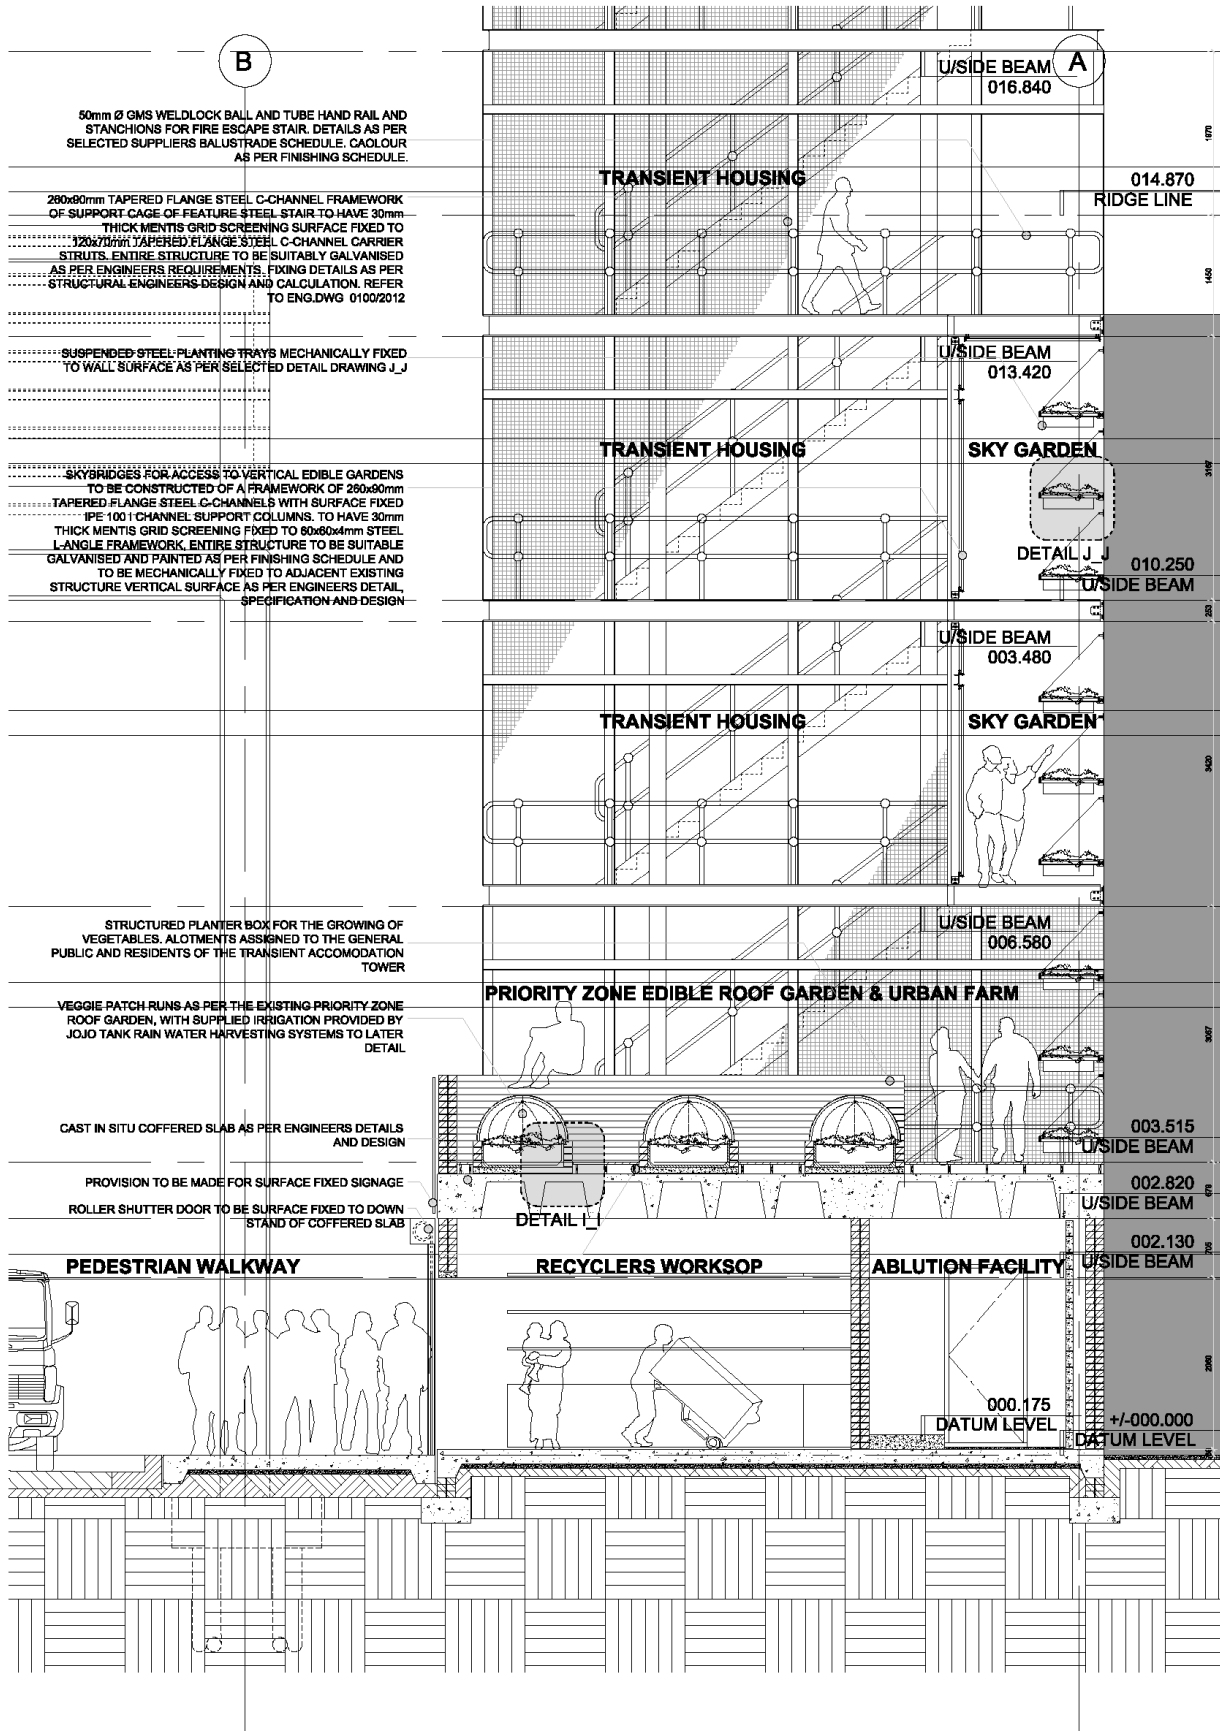 B
A
U/SIDE BEAM
016.840
50mm Ø GMS WELDLOCK BALL AND TUBE HAND RAIL AND
STANCHIONS FOR FIRE ESCAPE STAIR. DETAILS AS PER
SELECTED SUPPLIERS BALUSTRADE SCHEDULE. CAOLOUR
AS PER FINISHING SCHEDULE.
1970
TRANSIENT HOUSING
014.870
RIDGE LINE
260x90mm TAPERED FLANGE STEEL C-CHANNEL FRAMEWORK
OF SUPPORT CAGE OF FEATURE STEEL STAIR TO HAVE 30mm
THICK MENTIS GRID SCREENING SURFACE FIXED TO
120x70mm TAPERED FLANGE STEEL C-CHANNEL CARRIER
STRUTS. ENTIRE STRUCTURE TO BE SUITABLY GALVANISED
AS PER ENGINEERS REQUIREMENTS. FIXING DETAILS AS PER
STRUCTURAL ENGINEERS DESIGN AND CALCULATION. REFER
TO ENG.DWG 0100/2012
1450
SUSPENDED STEEL PLANTING TRAYS MECHANICALLY FIXED
TO WALL SURFACE AS PER SELECTED DETAIL DRAWING J_J
U/SIDE BEAM
013.420
TRANSIENT HOUSING
SKY GARDEN
3167
SKYBRIDGES FOR ACCESS TO VERTICAL EDIBLE GARDENS
TO BE CONSTRUCTED OF A FRAMEWORK OF 260x90mm
TAPERED FLANGE STEEL C-CHANNELS WITH SURFACE FIXED
IPE 100 I CHANNEL SUPPORT COLUMNS. TO HAVE 30mm
THICK MENTIS GRID SCREENING FIXED TO 60x60x4mm STEEL
L-ANGLE FRAMEWORK, ENTIRE STRUCTURE TO BE SUITABLE
GALVANISED AND PAINTED AS PER FINISHING SCHEDULE AND
TO BE MECHANICALLY FIXED TO ADJACENT EXISTING
STRUCTURE VERTICAL SURFACE AS PER ENGINEERS DETAIL,
SPECIFICATION AND DESIGN
DETAIL J_J
010.250
U/SIDE BEAM
253
U/SIDE BEAM
003.480
TRANSIENT HOUSING
SKY GARDEN
3420
STRUCTURED PLANTER BOX FOR THE GROWING OF
VEGETABLES. ALOTMENTS ASSIGNED TO THE GENERAL
PUBLIC AND RESIDENTS OF THE TRANSIENT ACCOMODATION
TOWER
U/SIDE BEAM
006.580
PRIORITY ZONE EDIBLE ROOF GARDEN & URBAN FARM
VEGGIE PATCH RUNS AS PER THE EXISTING PRIORITY ZONE
ROOF GARDEN, WITH SUPPLIED IRRIGATION PROVIDED BY
JOJO TANK RAIN WATER HARVESTING SYSTEMS TO LATER
DETAIL
3067
CAST IN SITU COFFERED SLAB AS PER ENGINEERS DETAILS
AND DESIGN
003.515
U/SIDE BEAM
PROVISION TO BE MADE FOR SURFACE FIXED SIGNAGE
002.820
U/SIDE BEAM
678
ROLLER SHUTTER DOOR TO BE SURFACE FIXED TO DOWN
STAND OF COFFERED SLAB
DETAIL I_I
002.130
U/SIDE BEAM
705
PEDESTRIAN WALKWAY
RECYCLERS WORKSOP
ABLUTION FACILITY
2060
000.175
DATUM LEVEL
+/-000.000
DATUM LEVEL